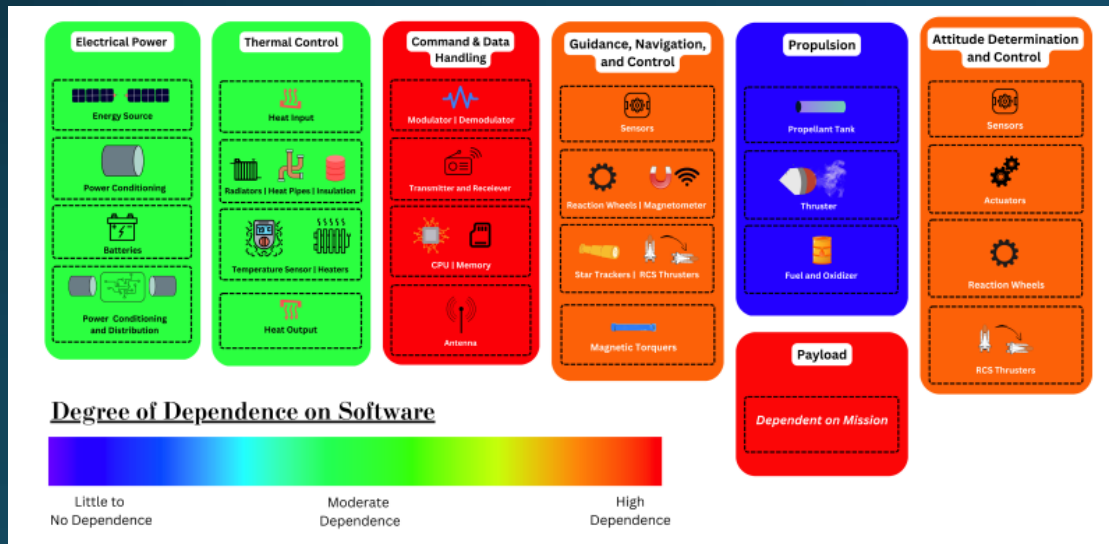 Electrical Power
Energy Source
Power Conditioning
Batteries
Power Conditioning
and Distribution
Thermal Control
Heat Input
Radiators | Heat Pipes | Insulation
Temperature Sensor | Heaters
Heat Output
Command & Data
Handling
Modulator | Demodulator
Transmitter and Receiever
CPU | Memory
Antenna
Guidance, Navigation,
and Control
Sensors
Reaction Wheels | Magnetometer
Star Trackers | RCS Thrusters
Magnetic Torquers
Propulsion
Propellant Tank
Thruster
Fuel and Oxidizer
Payload
Dependent on Mission
Attitude Determination
and Control
Sensors
Actuators
Reaction Wheels
RCS Thrusters
Degree of Dependence on Software
Little to
No Dependence
Moderate
Dependence
High
Dependence